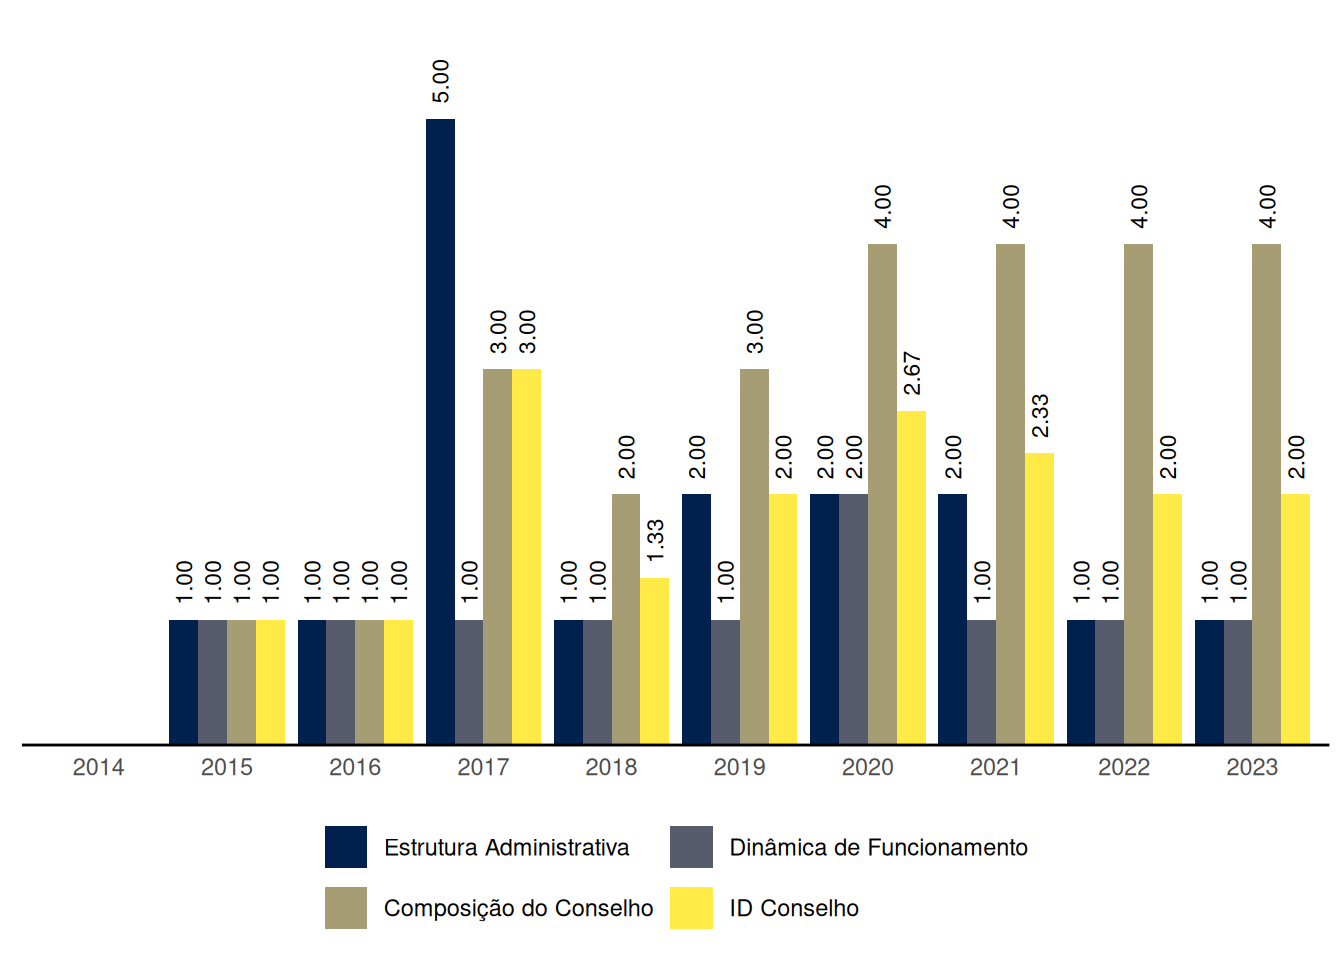 5.00
4.00 4.00 4.00 4.00
3.00 3.00 3.00
2.67
2.33
2.00 2.00 2.00 2.00 2.00 2.00 2.00 2.00
1.33
1.00 1.00 1.00 1.00 1.00 1.00 1.00 1.00 1.00 1.00 1.00 1.00 1.00 1.00 1.00 1.00 1.00
2014 2015 2016 2017 2018 2019 2020 2021 2022 2023
Estrutura Administrativa Dinâmica de Funcionamento
Composição do Conselho ID Conselho